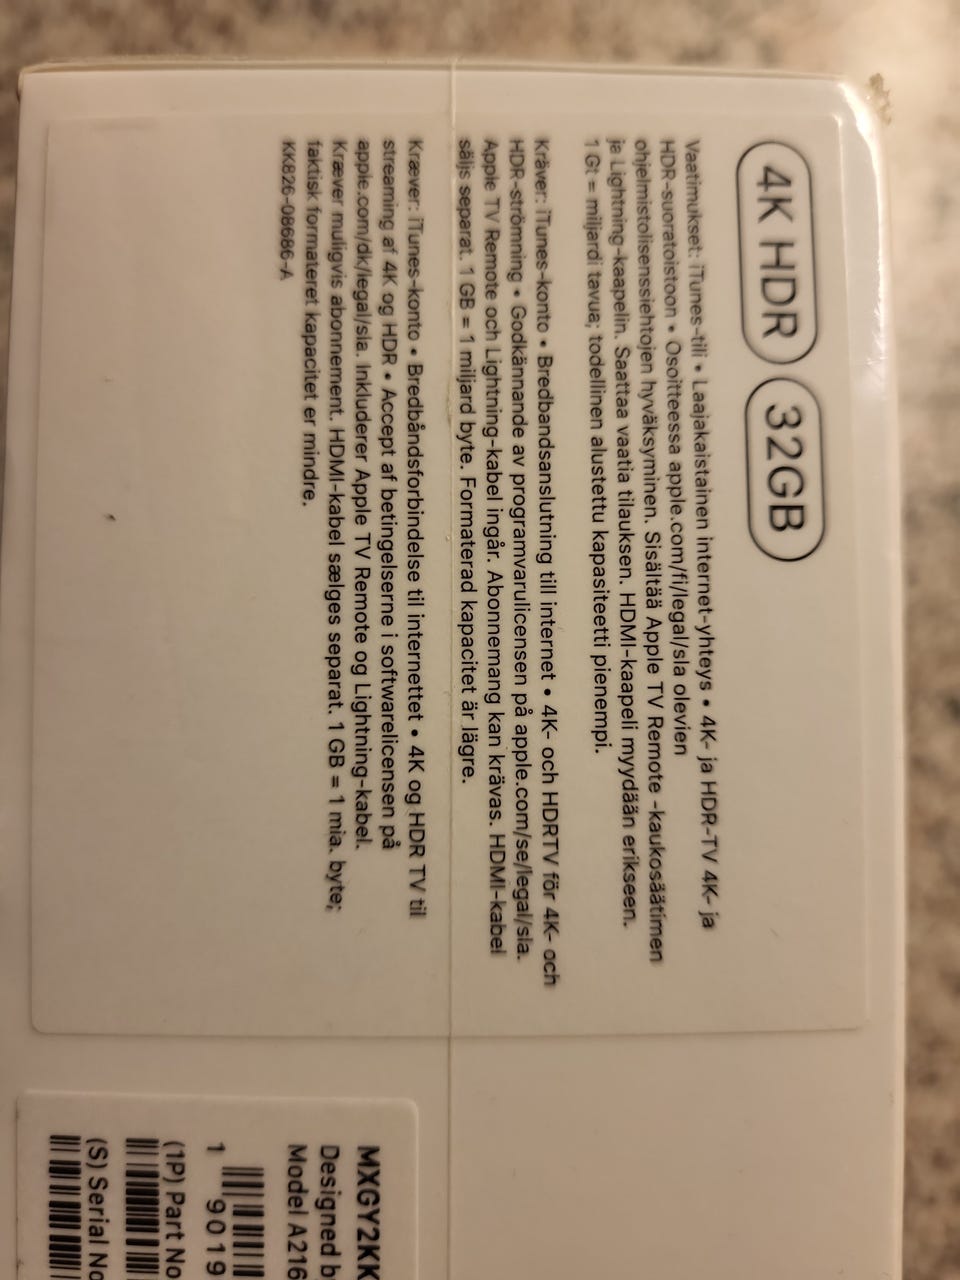 4K HDR 32GB
Vaatimukset: iTunes-tili • Laajakaistainen internet-yhteys • 4K- ja HDR-TV 4K- ja
HDR-suoratoistoon • Osoitteessa apple.com/fi/legal/sla olevien
ohjelmistolisenssiehtojen hyväksyminen. Sisältää Apple TV Remote -kaukosäätimen
ja Lightning-kaapelin. Saattaa vaatia tilauksen. HDMI-kaapeli myydään erikseen.
1 Gt = miljardi tavua; todellinen alustettu kapasiteetti pienempi.
Kräver: iTunes-konto • Bredbandsanslutning till internet • 4K- och HDRTV för 4K- och
HDR-strömning • Godkännande av programvarulicensen på apple.com/se/legal/sla.
Apple TV Remote och Lightning-kabel ingår. Abonnemang kan krävas. HDMI-kabel
säljs separat. 1 GB = 1 miljard byte. Formaterad kapacitet är lägre.
Kræver: iTunes-konto • Bredbåndsforbindelse til internettet • 4K og HDR TV til
streaming af 4K og HDR • Accept af betingelserne i softwarelicensen på
apple.com/dk/legal/sla. Inkluderer Apple TV Remote og Lightning-kabel.
Kræver muligvis abonnement. HDMI-kabel sælges separat. 1 GB = 1 mia. byte;
faktisk formateret kapacitet er mindre.
KK826-08686-A
MXGY2KK
Designed b
Model A216
1 9019
(1P) Part No
(S) Serial No